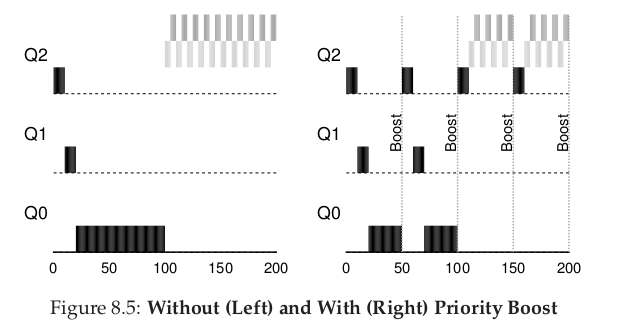 Q2
Q1
Q0
0 50 100 150 200
Q2
Boost Boost Boost Boost
Q1
Q0
0 50 100 150 200
Figure 8.5: Without (Left) and With (Right) Priority Boost